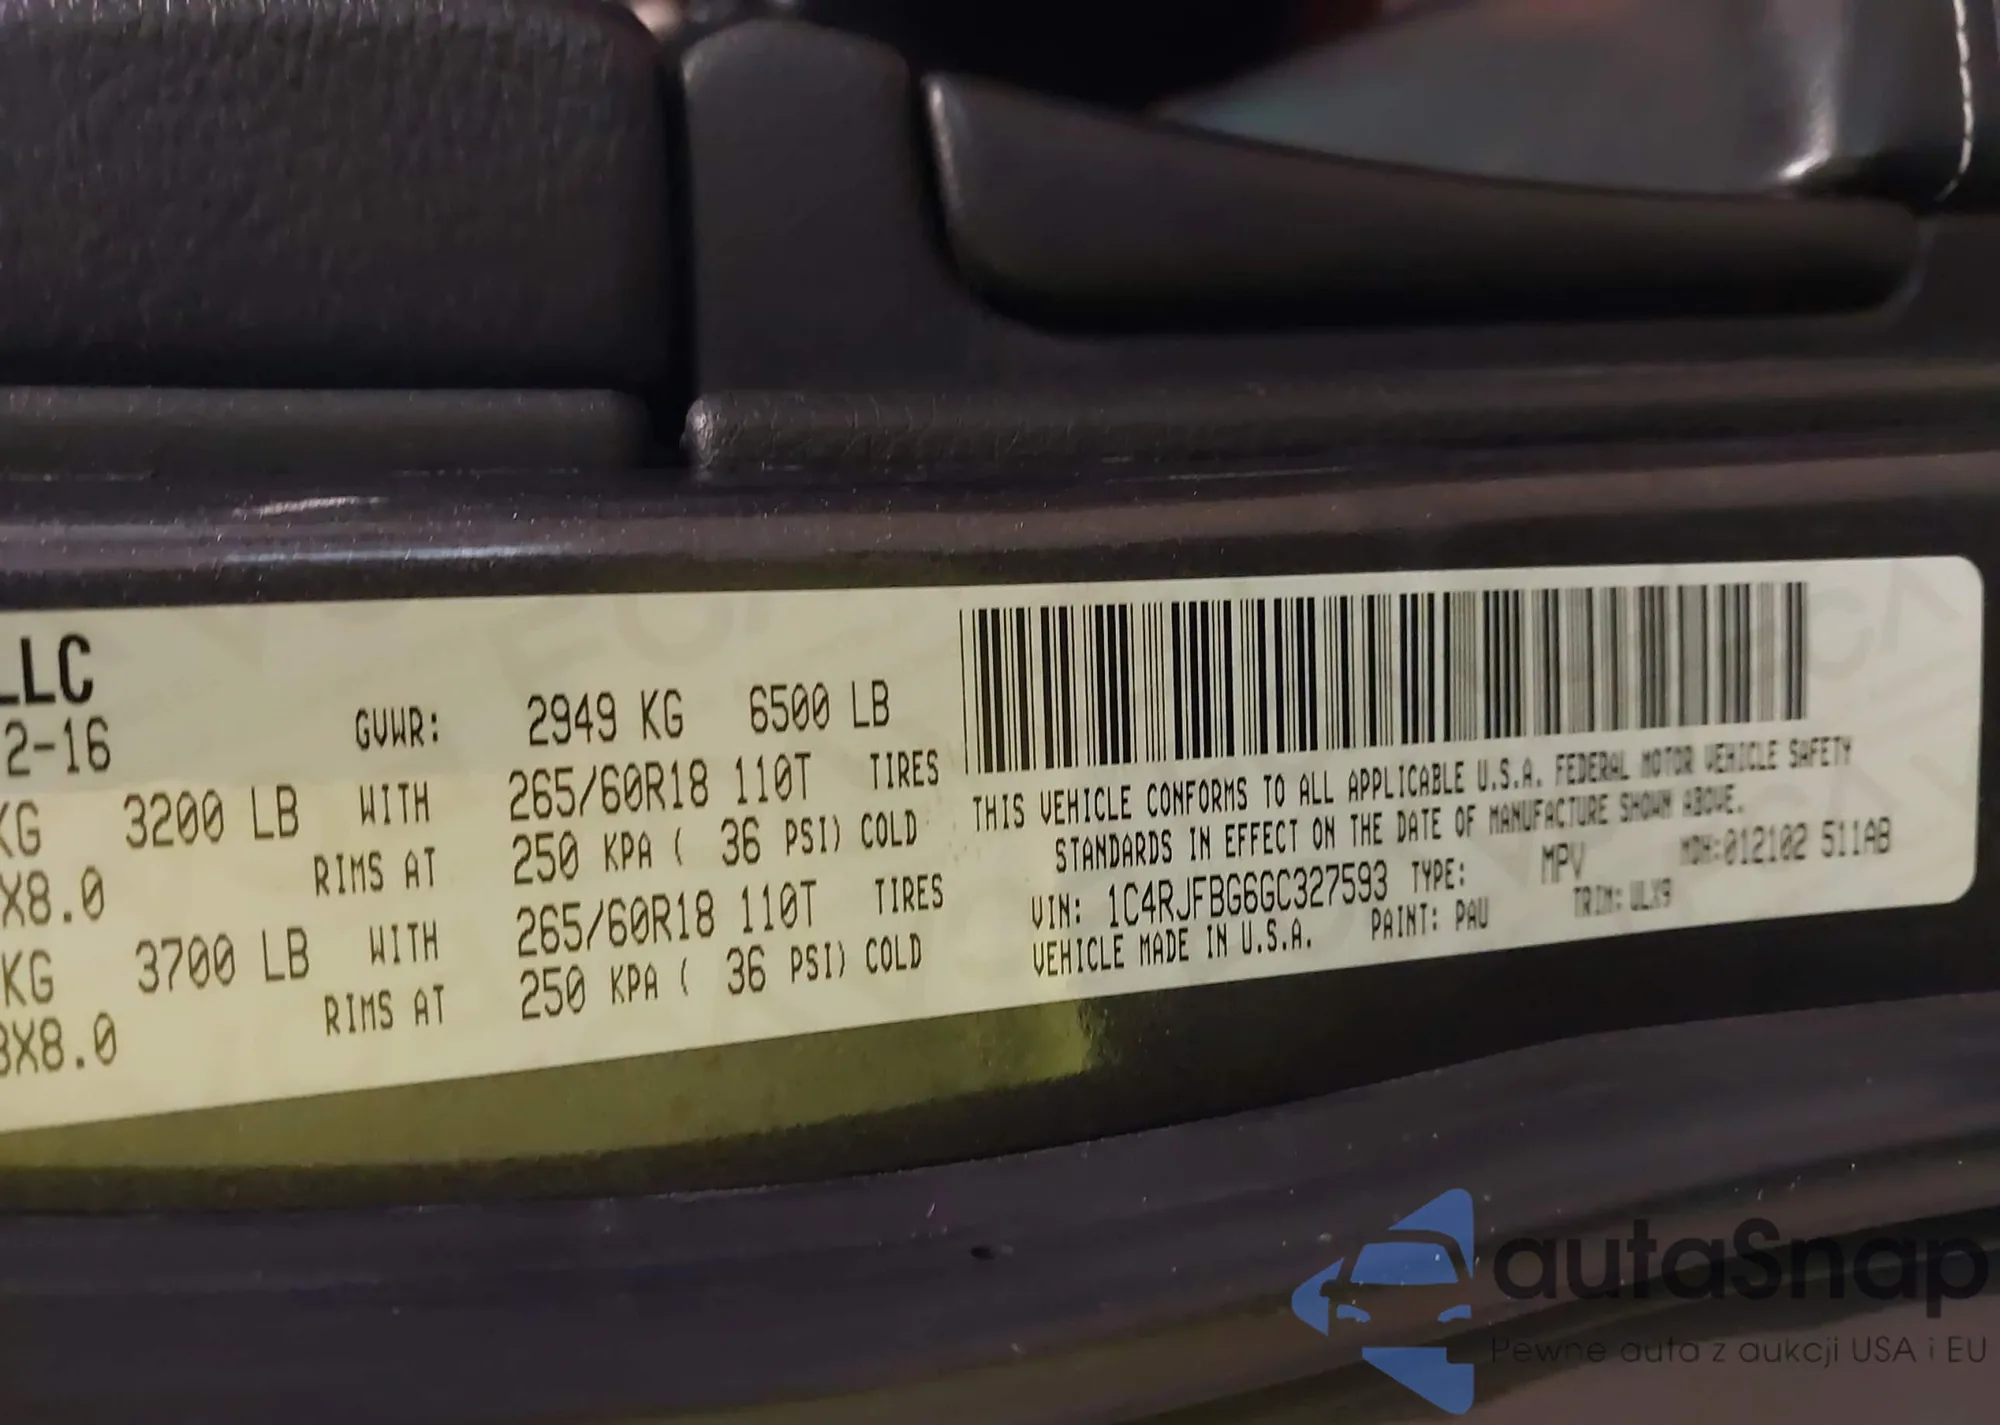 LLC
2-16 GVWR: 2949 KG 6500 LB
KG 3200 LB WITH 265/60R18 110T TIRES
X8.0 RIMS AT 250 KPA ( 36 PSI) COLD
KG 3700 LB WITH 265/60R18 110T TIRES
8X8.0 RIMS AT 250 KPA ( 36 PSI) COLD
THIS VEHICLE CONFORMS TO ALL APPLICABLE U.S.A. FEDERAL MOTOR VEHICLE SAFETY
STANDARDS IN EFFECT ON THE DATE OF MANUFACTURE SHOWN ABOVE.
VIN: 1C4RJFBG6GC327593 TYPE: MPV MDH:012102 511AB
VEHICLE MADE IN U.S.A. PAINT: PAU TRIM: ULX9
autaSnap
Pewne auta z aukcji USA i EU